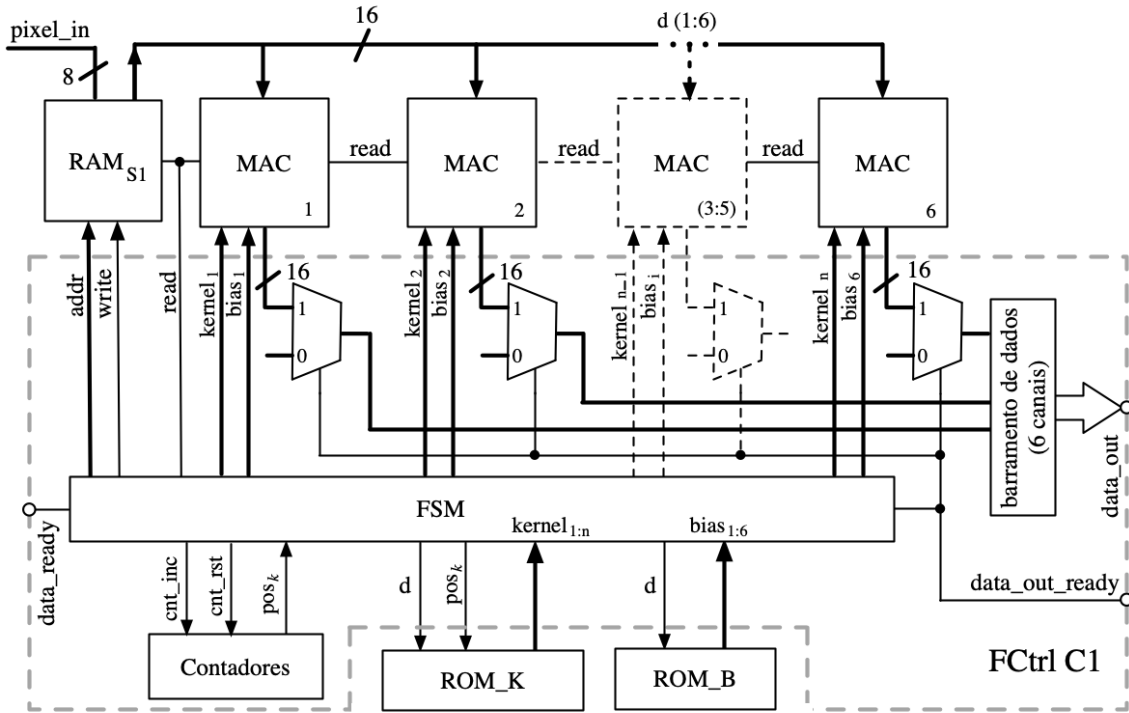 pixel_in
16
d (1:6)
8
RAM S1
MAC
1
read
MAC
2
read
MAC
(3:5)
read
MAC
6
addr
write
read
kernel 1
bias 1
16
1
0
kernel 2
bias 2
16
1
0
kernel n_1
bias i
1
0
kernel n
bias 6
16
1
0
barramento de dados
(6 canais)
data_out
FSM
kernel 1:n
bias 1:6
data_ready
cnt_inc
cnt_rst
pos k
d
pos k
d
data_out_ready
Contadores
ROM_K
ROM_B
FCtrl C1